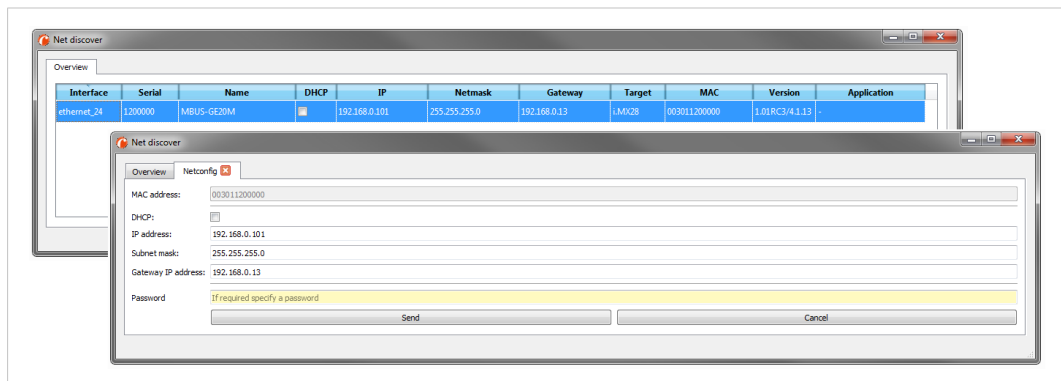 Net discover
Overview
Interface Serial Name DHCP IP Netmask Gateway Target MAC Version Application
ethernet_24 1200000 MBUS-GE20M 192.168.0.101 255.255.255.0 192.168.0.13 i.MX28 003011200000 1.01RC3/4.1.13 -
Net discover
Overview Netconfig
MAC address: 003011200000
DHCP:
IP address: 192.168.0.101
Subnet mask: 255.255.255.0
Gateway IP address: 192.168.0.13
Password If required specify a password
Send Cancel